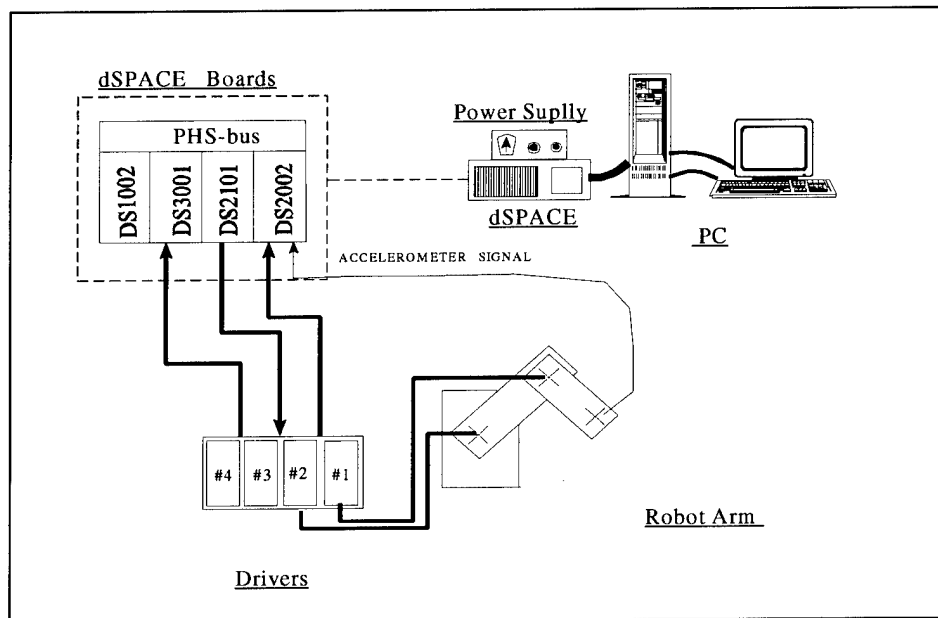 dSPACE Boards
PHS-bus
DS1002
DS3001
DS2101
DS2002
Power Suplly
dSPACE
PC
ACCELEROMETER SIGNAL
#4
#3
#2
#1
Robot Arm
Drivers